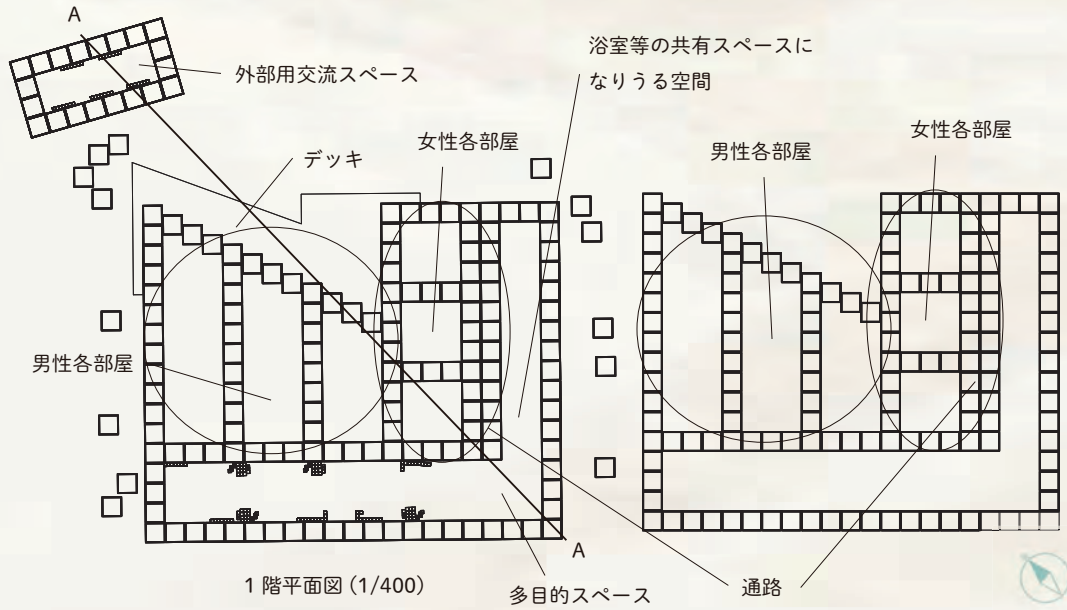 A
外部用交流スペース
浴室等の共有スペースに
なりうる空間
デッキ
女性各部屋
男性各部屋
女性各部屋
男性各部屋
A
1階平面図（1/400）
多目的スペース
通路